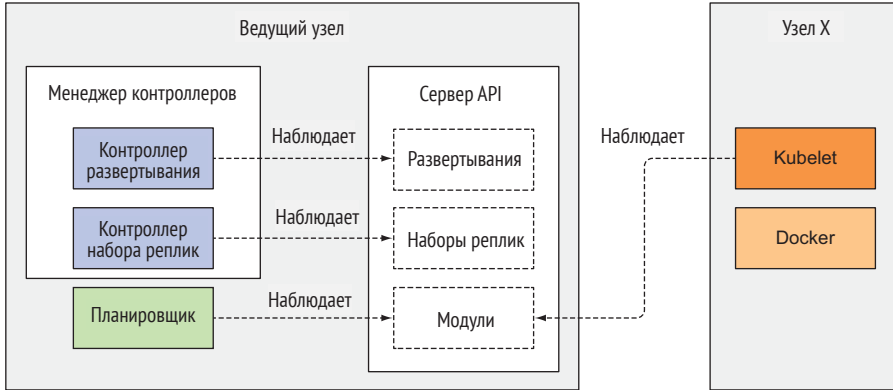 Ведущий узел
Узел X
Менеджер контроллеров
Сервер API
Контроллер
развертывания
Наблюдает
Развертывания
Наблюдает
Kubelet
Контроллер
набора реплик
Наблюдает
Наборы реплик
Docker
Планировщик
Наблюдает
Модули